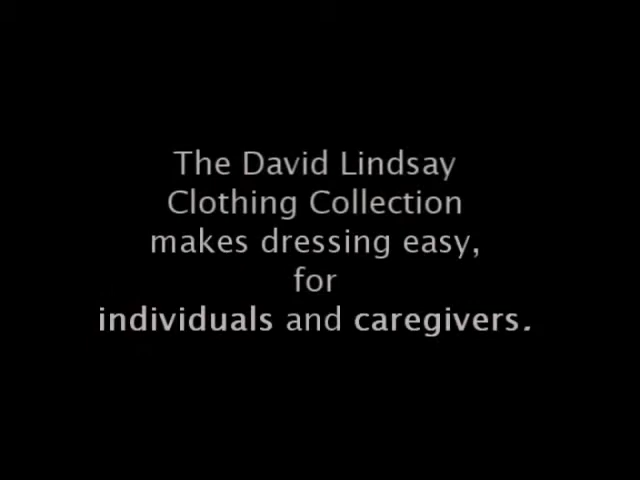 The David Lindsay
Clothing Collection
makes dressing easy,
for
individuals and caregivers.